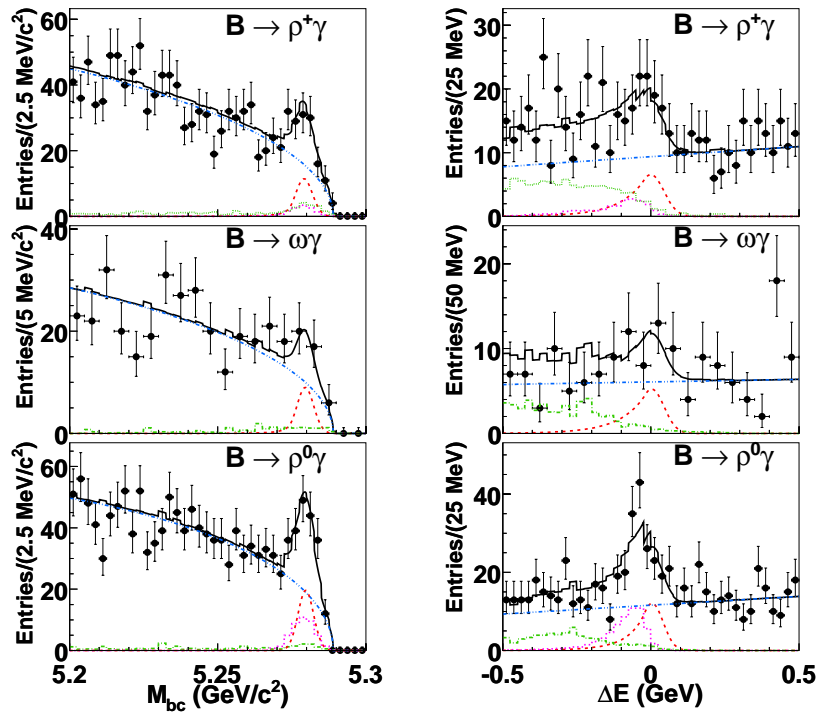 B → ρ⁺γ
Entries/(2.5 MeV/c²)
60
40
20
0
B → ρ⁺γ
Entries/(25 MeV)
30
20
10
0
B → ωγ
Entries/(5 MeV/c²)
40
20
0
B → ωγ
Entries/(50 MeV)
20
10
0
B → ρ⁰γ
Entries/(2.5 MeV/c²)
60
40
20
0
5.2
5.25
5.3
M_bc (GeV/c²)
B → ρ⁰γ
Entries/(25 MeV)
40
20
0
-0.5
0
0.5
ΔE (GeV)